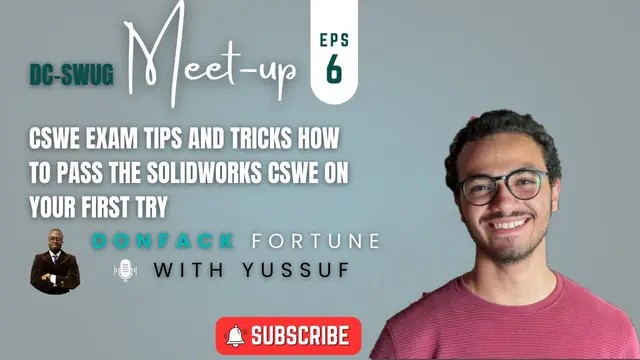 DC-SWUG Meet-up
EPS
6
CSWE EXAM TIPS AND TRICKS HOW
TO PASS THE SOLIDWORKS CSWE ON
YOUR FIRST TRY
DONFACK FORTUNE
WITH YUSSUF
SUBSCRIBE